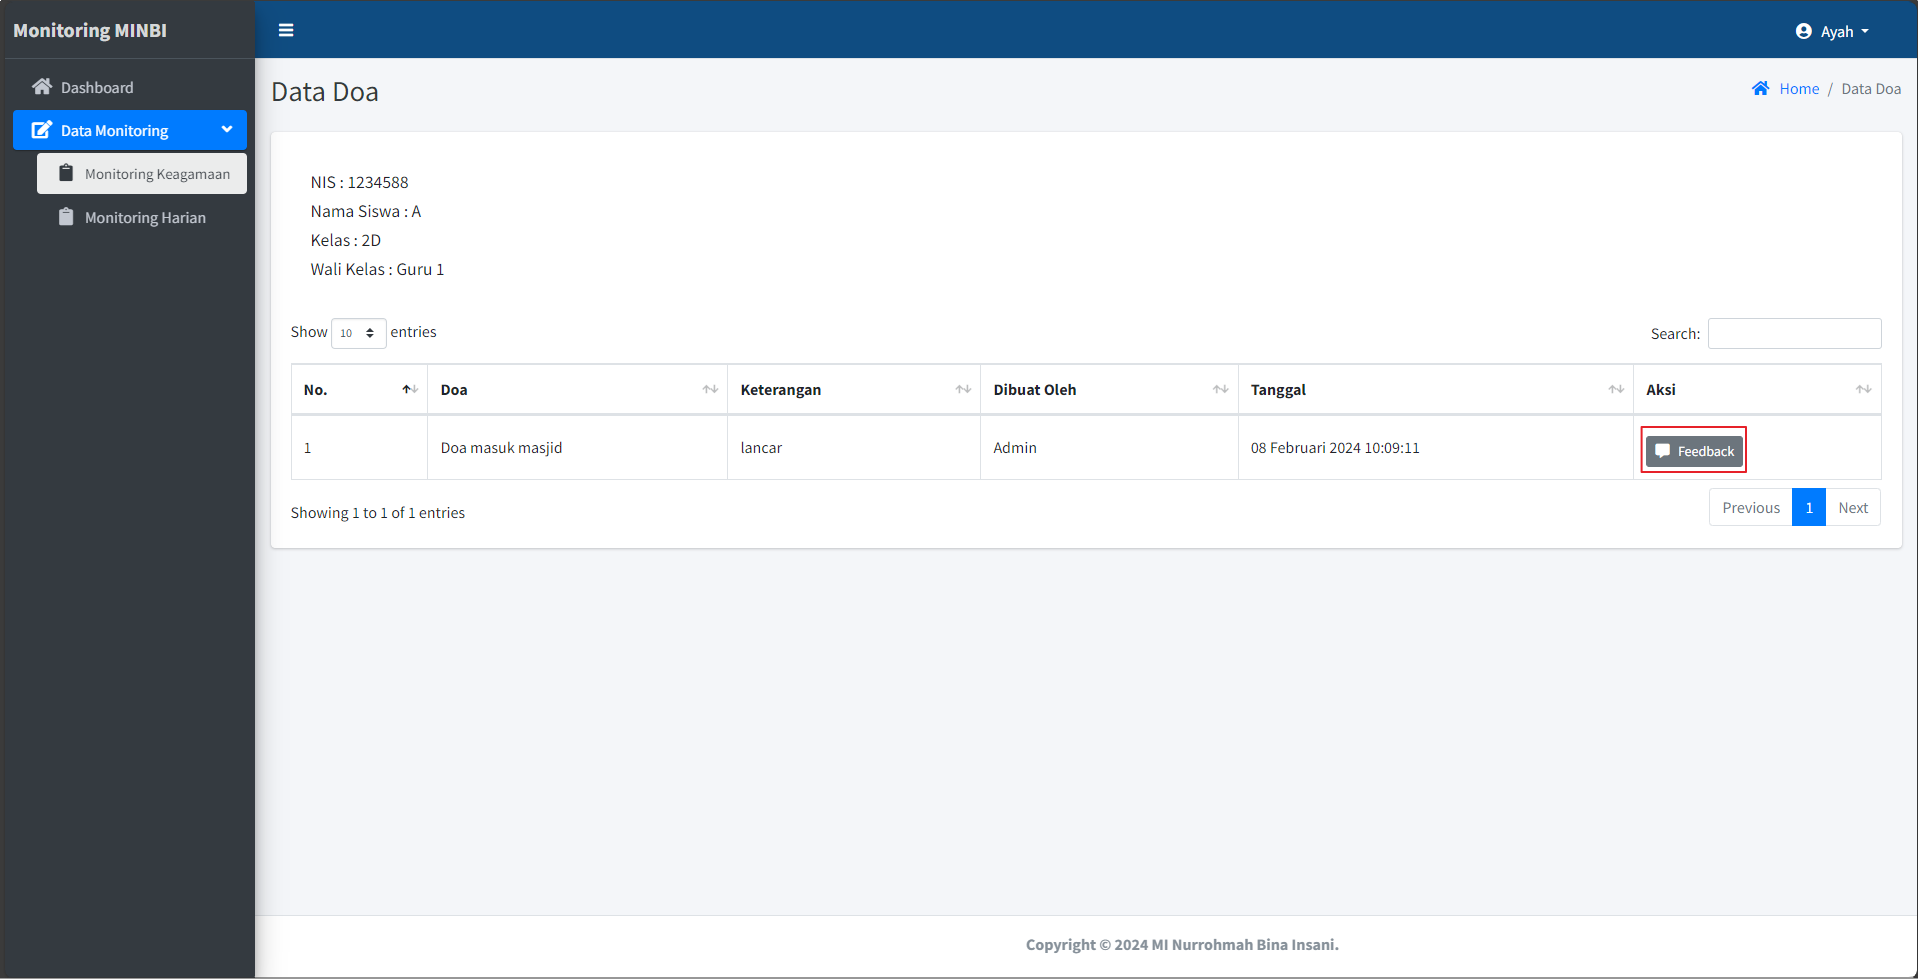 Monitoring MINBI
Ayah
Dashboard
Data Monitoring
Monitoring Keagamaan
Monitoring Harian
Data Doa
Home / Data Doa
NIS : 1234588
Nama Siswa : A
Kelas : 2D
Wali Kelas : Guru 1
Show 10 entries
Search:
No. Doa Keterangan Dibuat Oleh Tanggal Aksi
1 Doa masuk masjid lancar Admin 08 Februari 2024 10:09:11 Feedback
Showing 1 to 1 of 1 entries
Previous 1 Next
Copyright © 2024 MI Nurrohmah Bina Insani.